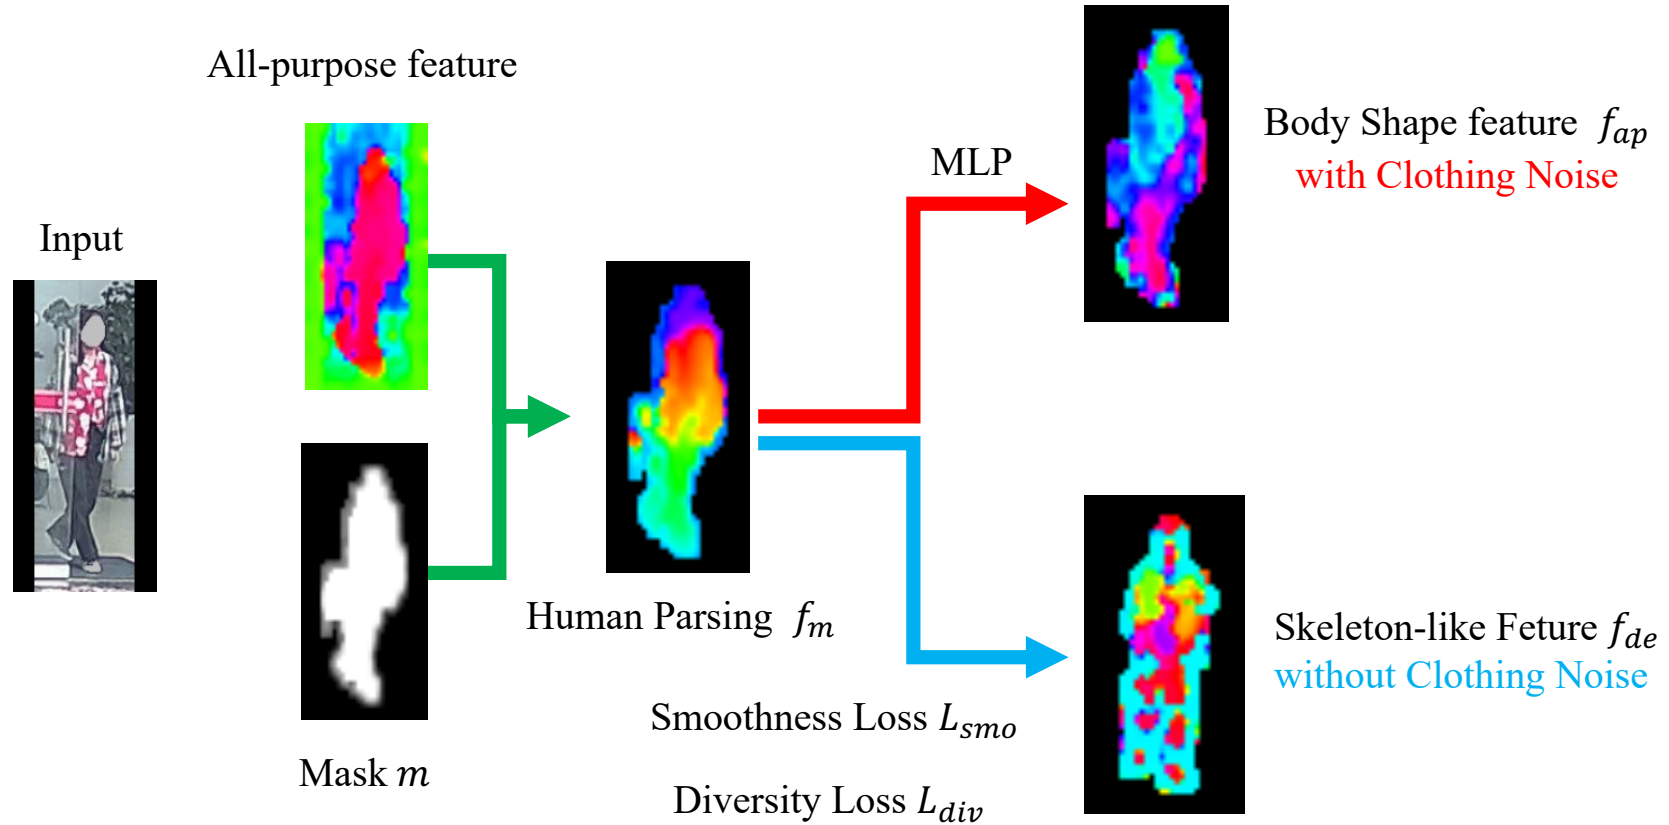 All-purpose feature
Input
Mask m
Human Parsing f_m
MLP
Body Shape feature f_ap
with Clothing Noise
Skeleton-like Feture f_de
without Clothing Noise
Smoothness Loss L_smo
Diversity Loss L_div